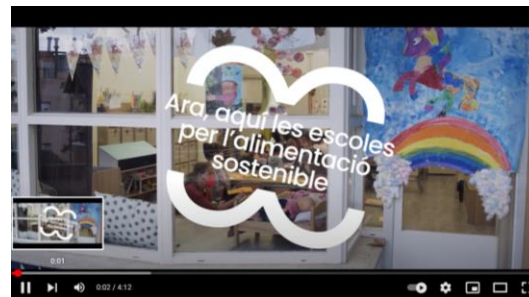 Ara, aquí les escoles
per l'alimentació
sostenible
0:01
0:02 / 4:12